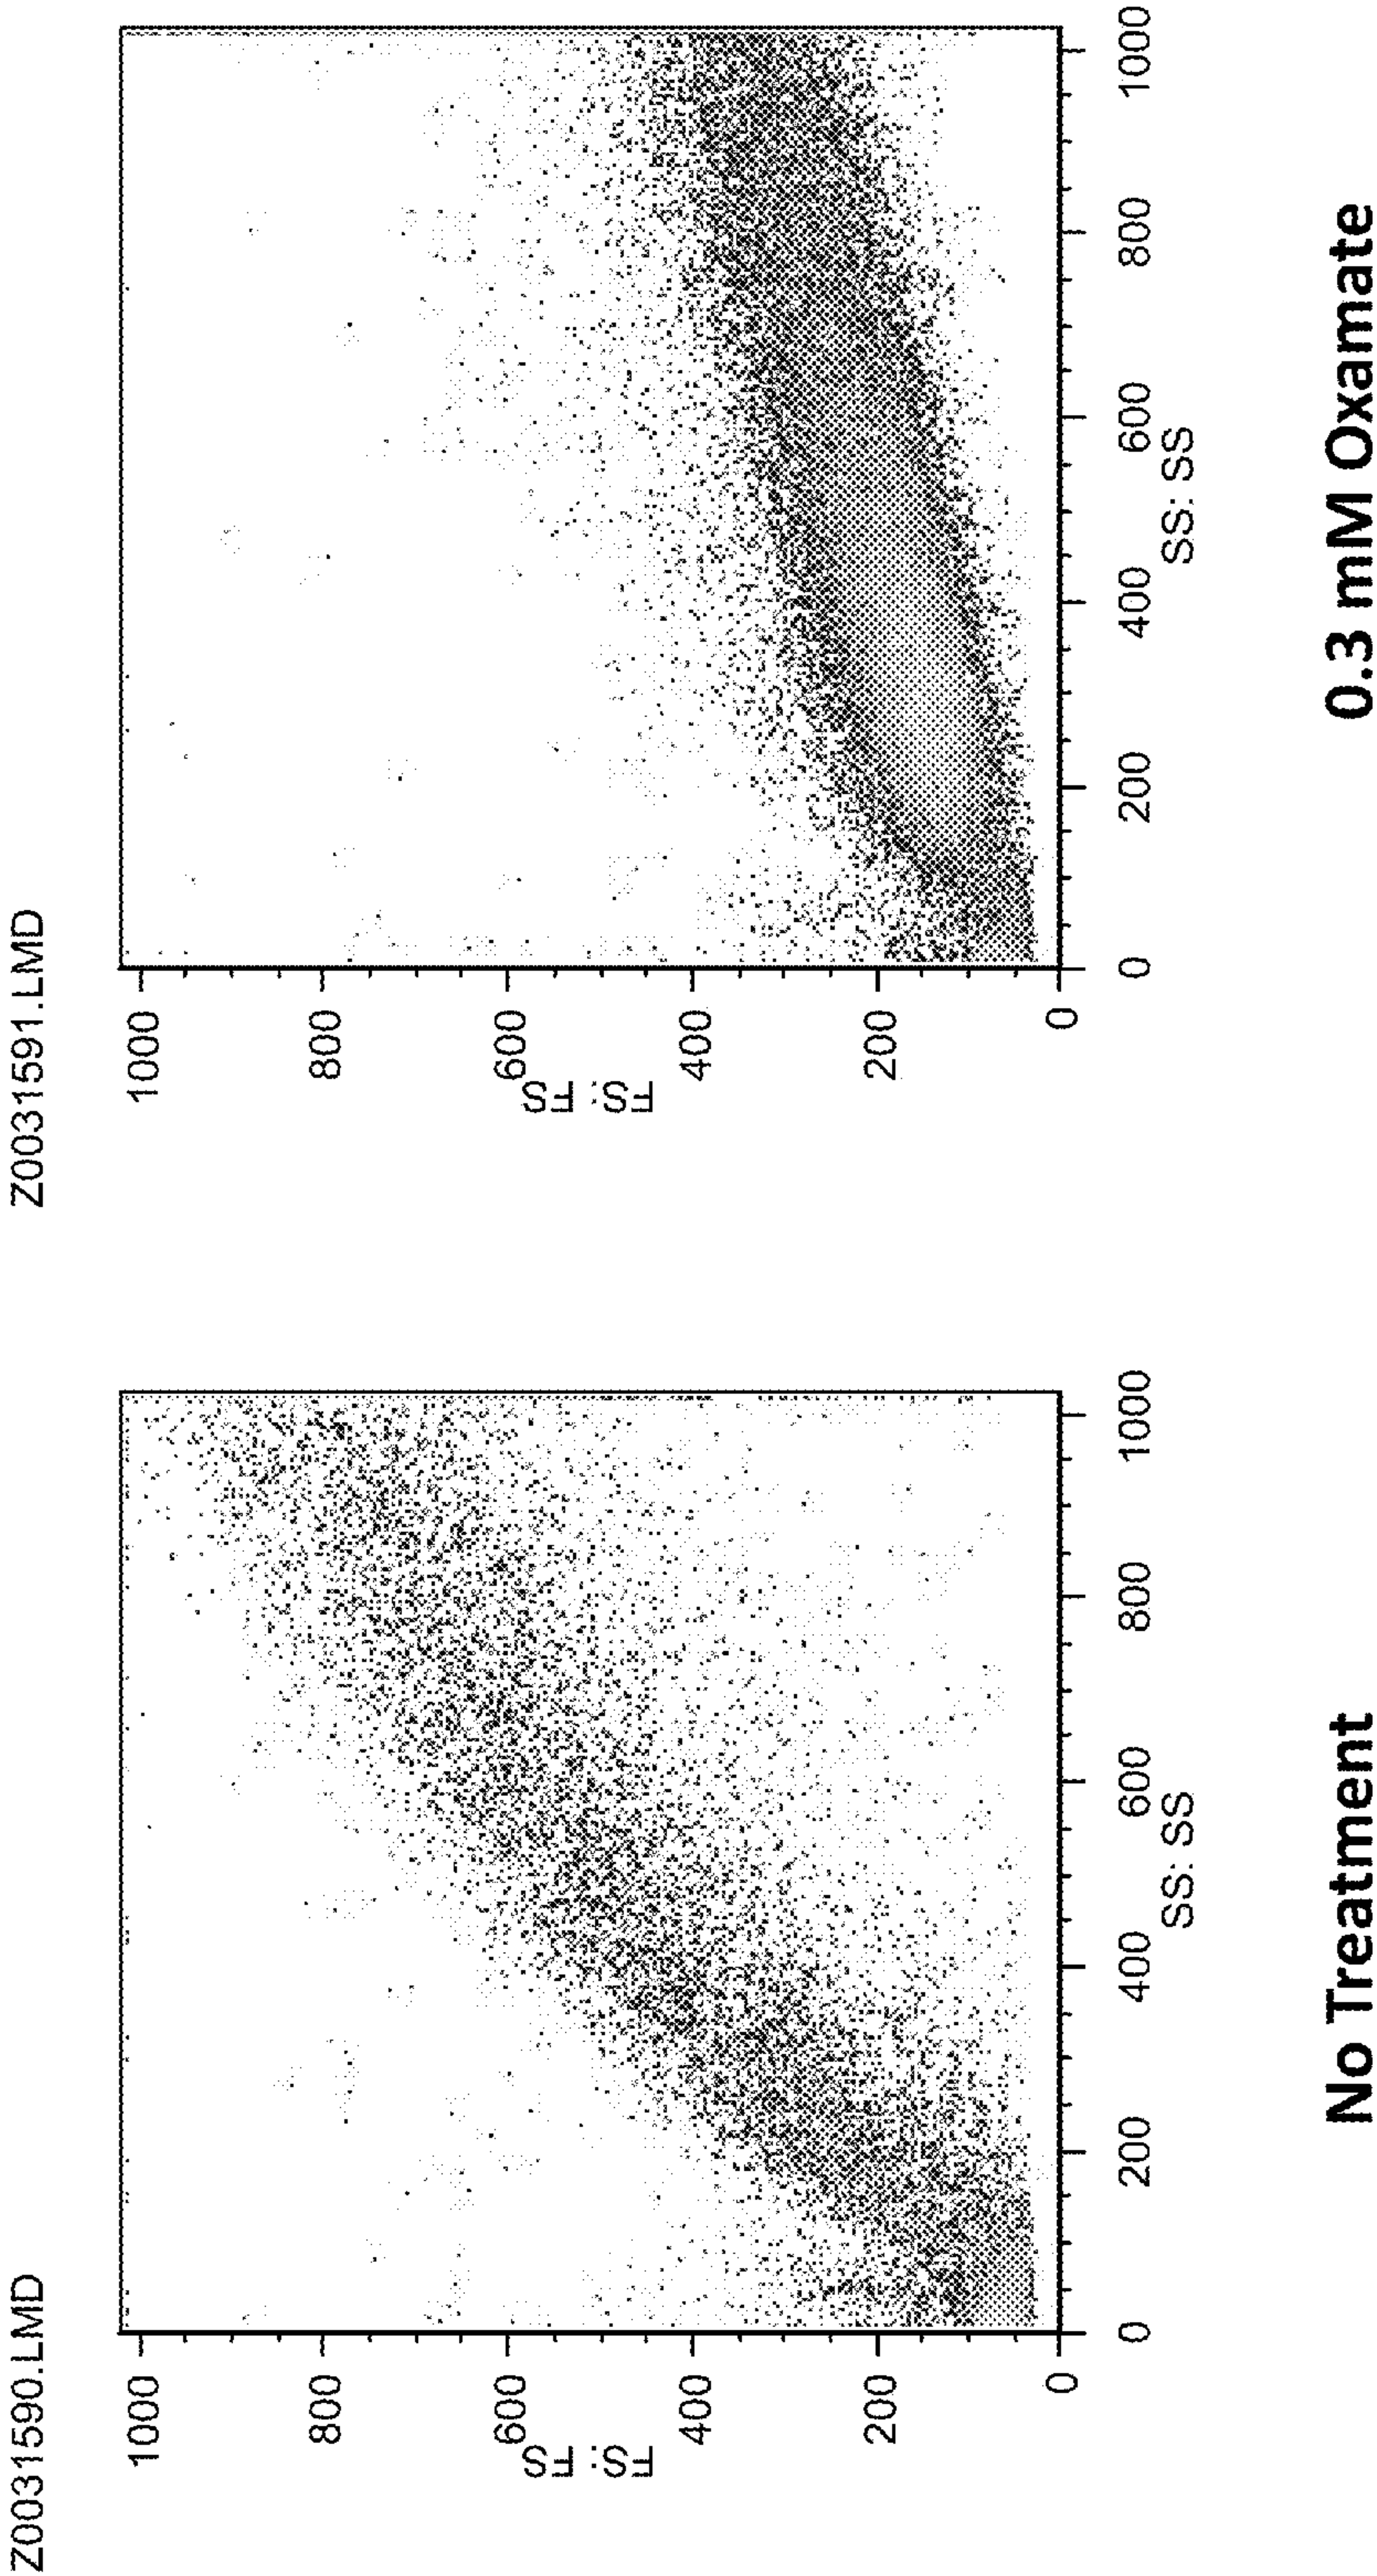 Z0031590.LMD
1000
800
600
400
200
0
FS: FS
0 200 400 600 800 1000
SS: SS
No Treatment
Z0031591.LMD
1000
800
600
400
200
0
FS: FS
0 200 400 600 800 1000
SS: SS
0.3 mM Oxamate